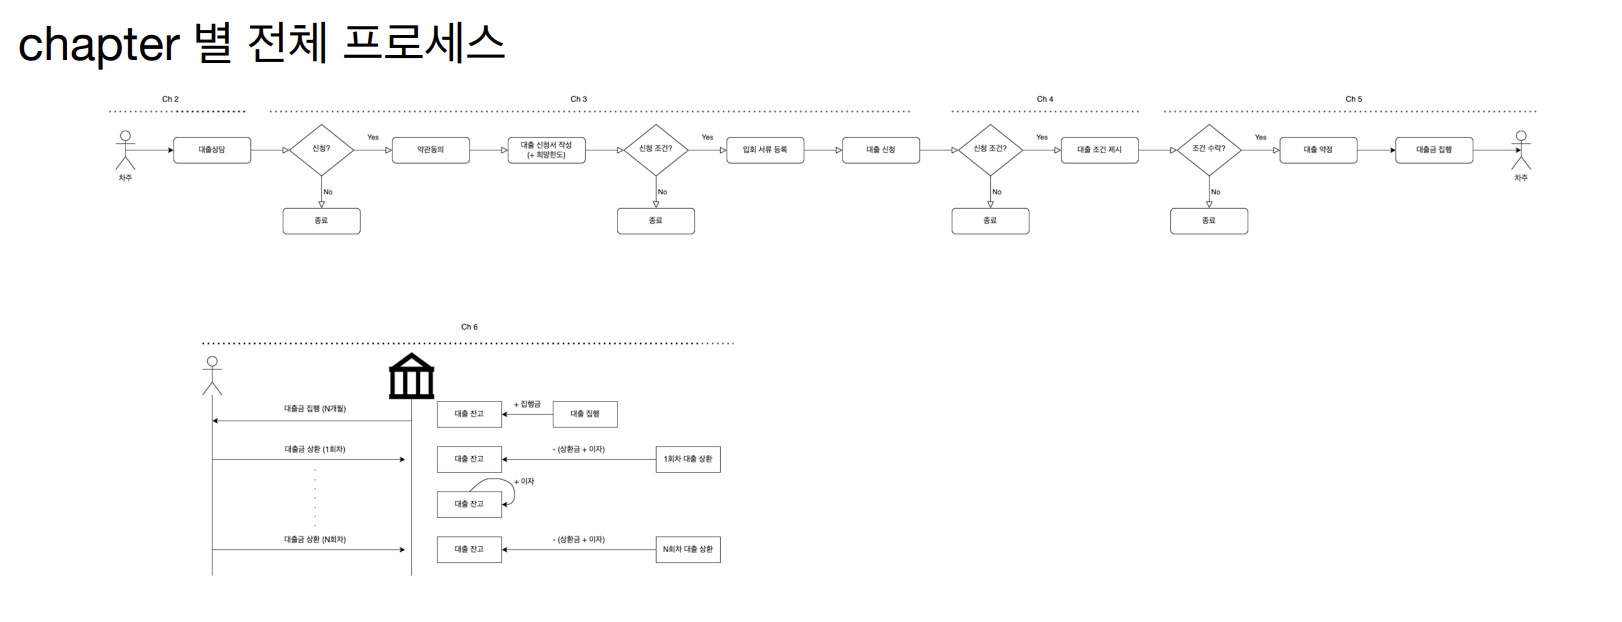 chapter 별 전체 프로세스
Ch 2
Ch 3
Ch 4
Ch 5
차주
대출상담
신청?
Yes
No
종료
약관동의
대출 신청서 작성
(+ 희망한도)
신청 조건?
Yes
No
종료
입회 서류 등록
대출 신청
신청 조건?
Yes
No
종료
대출 조건 제시
조건 수락?
Yes
No
종료
대출 약정
대출금 집행
차주
Ch 6
대출금 집행 (N개월)
대출 잔고
+ 집행금
대출 집행
대출금 상환 (1회차)
대출 잔고
- (상환금 + 이자)
1회차 대출 상환
+ 이자
대출 잔고
대출금 상환 (N회차)
대출 잔고
- (상환금 + 이자)
N회차 대출 상환